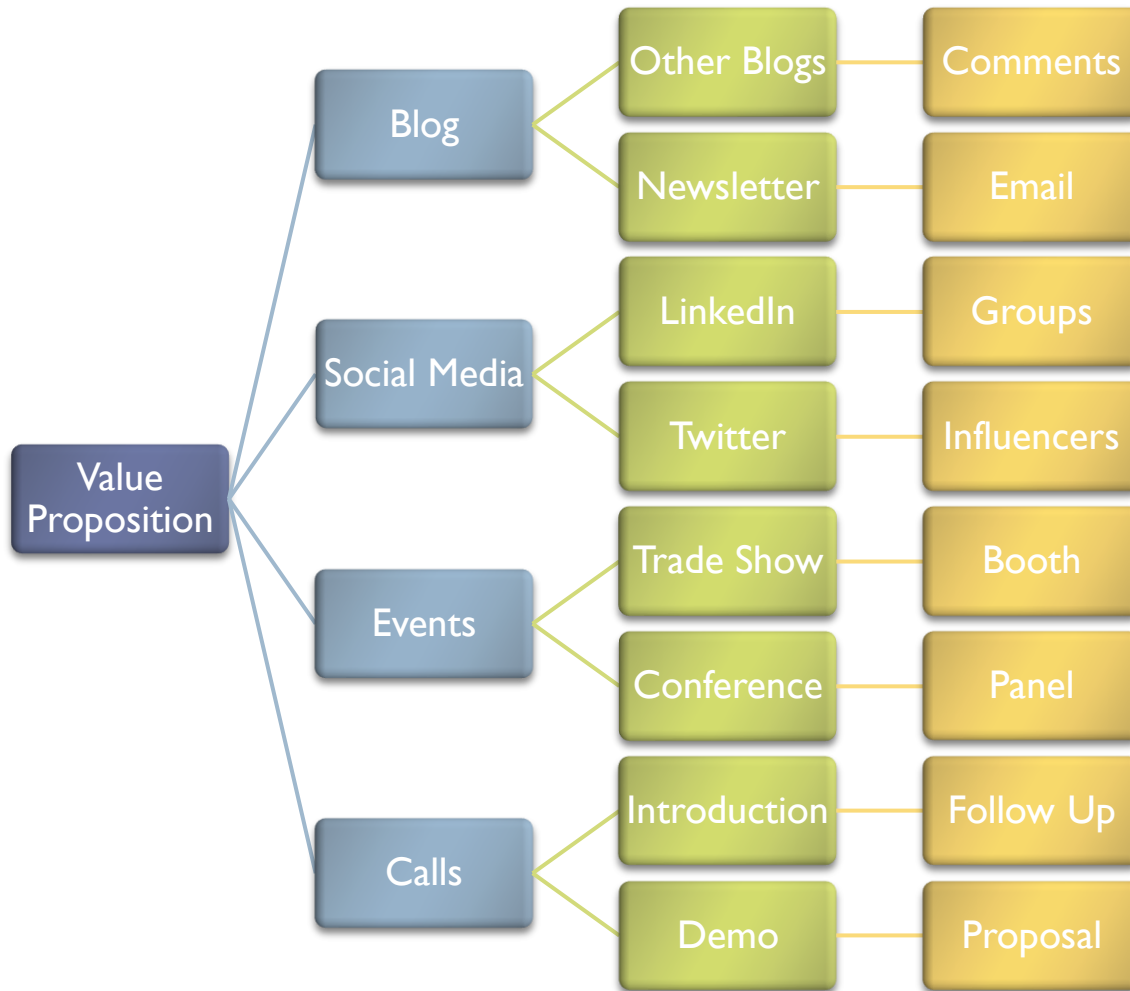 Value
Proposition
Blog
Other Blogs
Comments
Newsletter
Email
Social Media
LinkedIn
Groups
Twitter
Influencers
Events
Trade Show
Booth
Conference
Panel
Calls
Introduction
Follow Up
Demo
Proposal